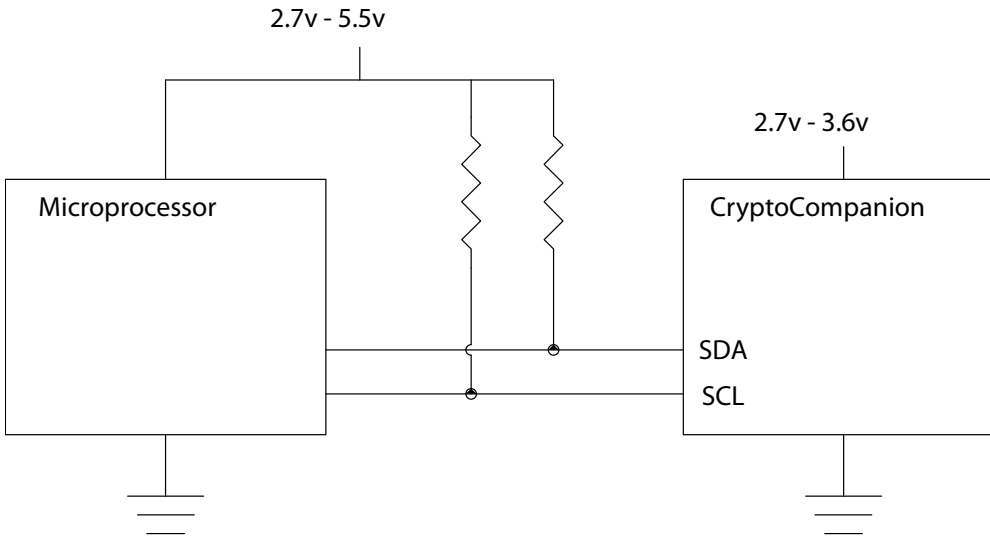 2.7v - 5.5v
2.7v - 3.6v
Microprocessor
CryptoCompanion
SDA
SCL